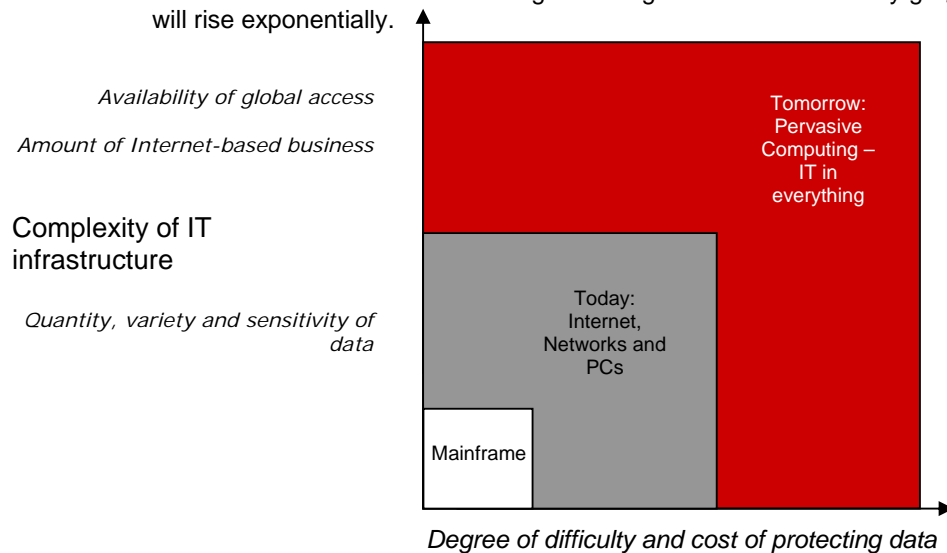 will rise exponentially.
Availability of global access
Amount of Internet-based business
Complexity of IT
infrastructure
Quantity, variety and sensitivity of
data
Tomorrow:
Pervasive
Computing –
IT in
everything
Today:
Internet,
Networks and
PCs
Mainframe
Degree of difficulty and cost of protecting data